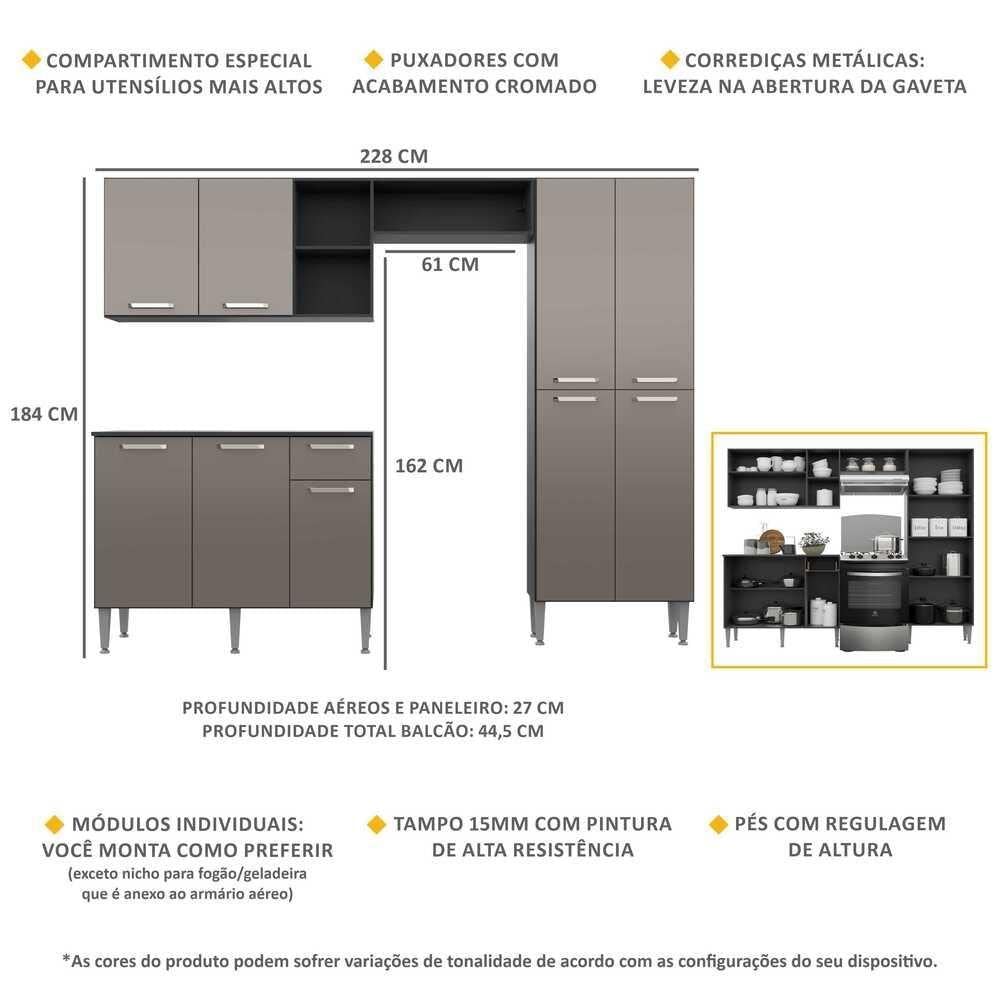 COMPARTIMENTO ESPECIAL
PARA UTENSÍLIOS MAIS ALTOS
PUXADORES COM
ACABAMENTO CROMADO
CORREDIÇAS METÁLICAS:
LEVEZA NA ABERTURA DA GAVETA
228 CM
61 CM
184 CM
162 CM
PROFUNDIDADE AÉREOS E PANELEIRO: 27 CM
PROFUNDIDADE TOTAL BALCÃO: 44,5 CM
MÓDULOS INDIVIDUAIS:
VOCÊ MONTA COMO PREFERIR
(exceto nicho para fogão/geladeira
que é anexo ao armário aéreo)
TAMPO 15MM COM PINTURA
DE ALTA RESISTÊNCIA
PÉS COM REGULAGEM
DE ALTURA
*As cores do produto podem sofrer variações de tonalidade de acordo com as configurações do seu dispositivo.